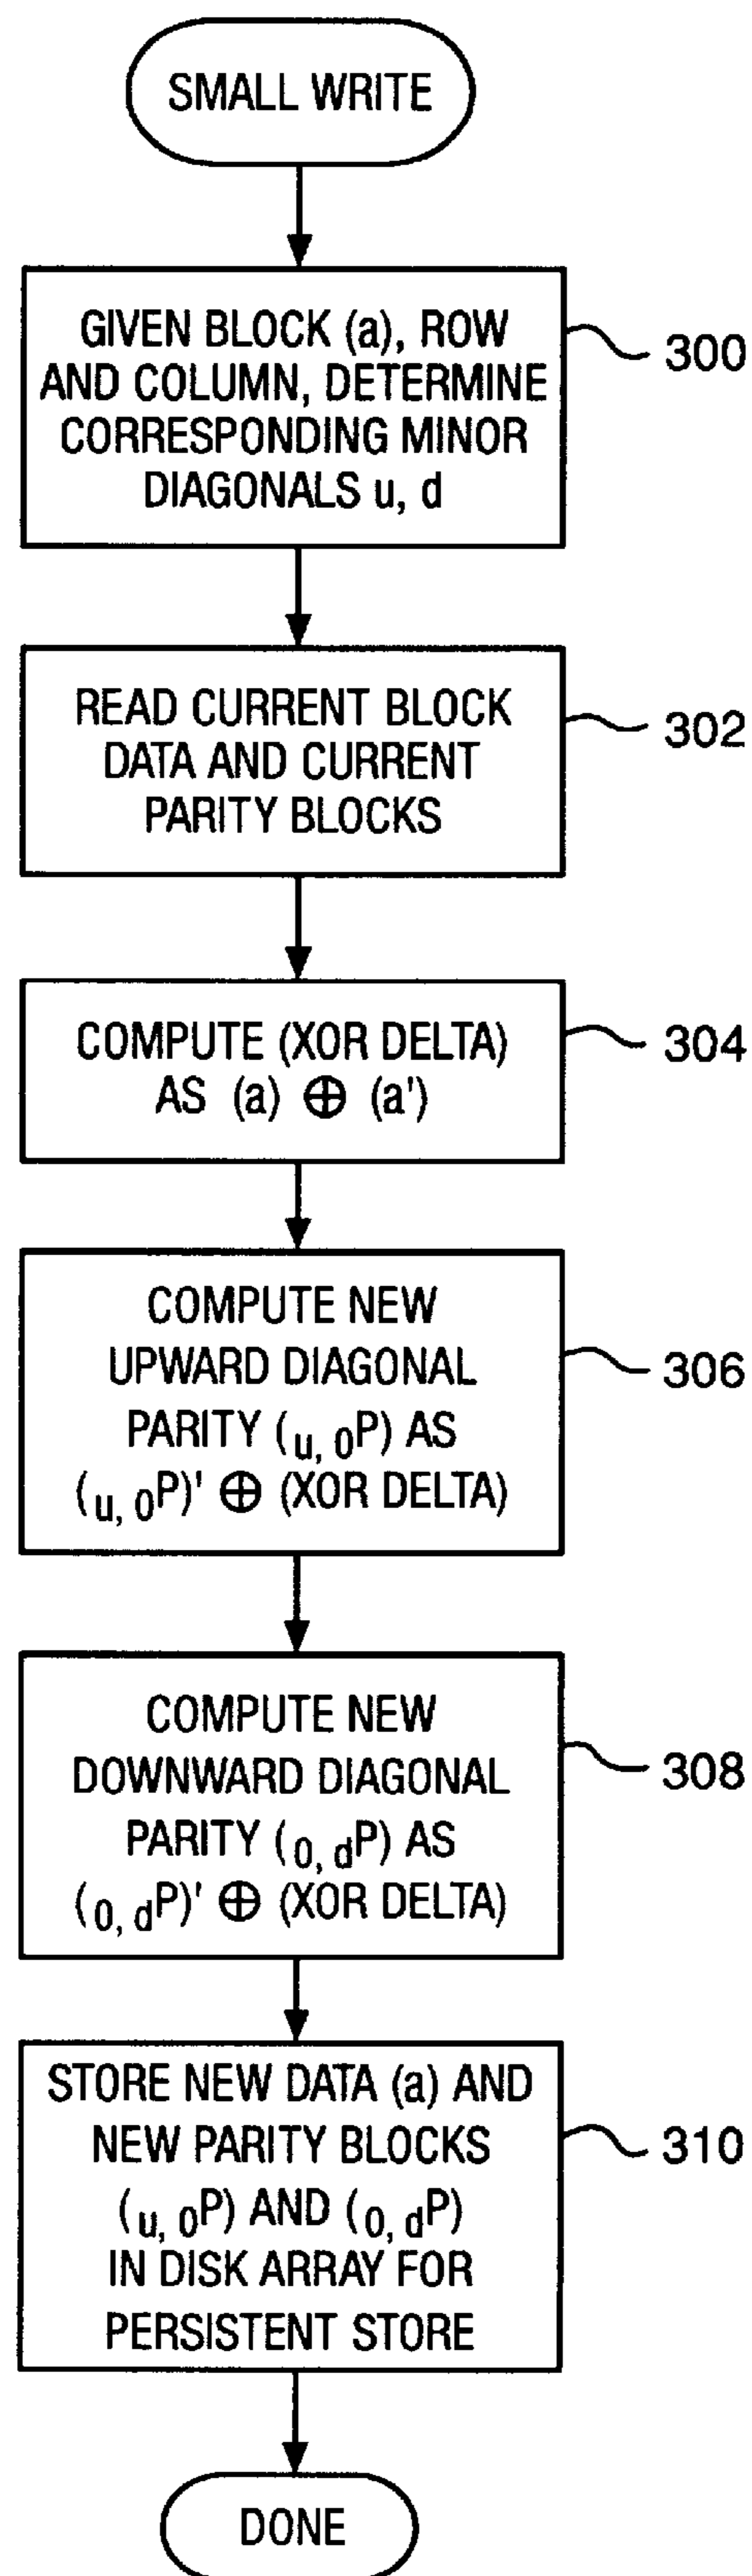 SMALL WRITE
GIVEN BLOCK (a), ROW
AND COLUMN, DETERMINE
CORRESPONDING MINOR
DIAGONALS u, d
300
READ CURRENT BLOCK
DATA AND CURRENT
PARITY BLOCKS
302
COMPUTE (XOR DELTA)
AS (a) ⊕ (a')
304
COMPUTE NEW
UPWARD DIAGONAL
PARITY (u, 0P) AS
(u, 0P)' ⊕ (XOR DELTA)
306
COMPUTE NEW
DOWNWARD DIAGONAL
PARITY (0, dP) AS
(0, dP)' ⊕ (XOR DELTA)
308
STORE NEW DATA (a) AND
NEW PARITY BLOCKS
(u, 0P) AND (0, dP)
IN DISK ARRAY FOR
PERSISTENT STORE
310
DONE